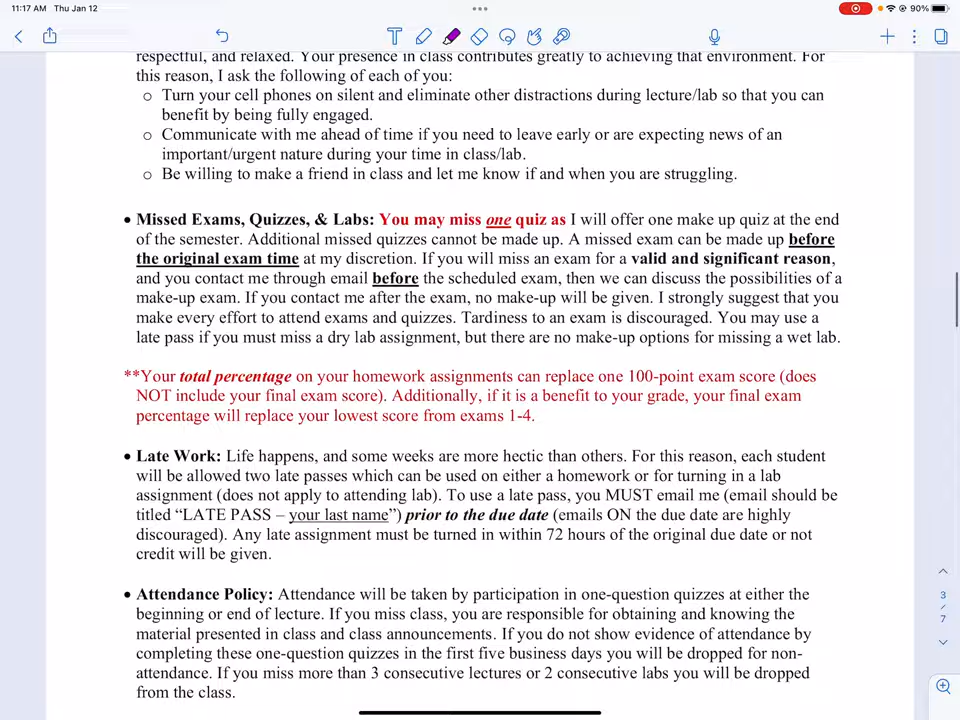 11:17 AM Thu Jan 12
90%
respectful, and relaxed. Your presence in class contributes greatly to achieving that environment. For
this reason, I ask the following of each of you:
o Turn your cell phones on silent and eliminate other distractions during lecture/lab so that you can
benefit by being fully engaged.
o Communicate with me ahead of time if you need to leave early or are expecting news of an
important/urgent nature during your time in class/lab.
o Be willing to make a friend in class and let me know if and when you are struggling.
• Missed Exams, Quizzes, & Labs: You may miss one quiz as I will offer one make up quiz at the end
of the semester. Additional missed quizzes cannot be made up. A missed exam can be made up before
the original exam time at my discretion. If you will miss an exam for a valid and significant reason,
and you contact me through email before the scheduled exam, then we can discuss the possibilities of a
make-up exam. If you contact me after the exam, no make-up will be given. I strongly suggest that you
make every effort to attend exams and quizzes. Tardiness to an exam is discouraged. You may use a
late pass if you must miss a dry lab assignment, but there are no make-up options for missing a wet lab.
**Your total percentage on your homework assignments can replace one 100-point exam score (does
NOT include your final exam score). Additionally, if it is a benefit to your grade, your final exam
percentage will replace your lowest score from exams 1-4.
• Late Work: Life happens, and some weeks are more hectic than others. For this reason, each student
will be allowed two late passes which can be used on either a homework or for turning in a lab
assignment (does not apply to attending lab). To use a late pass, you MUST email me (email should be
titled “LATE PASS – your last name”) prior to the due date (emails ON the due date are highly
discouraged). Any late assignment must be turned in within 72 hours of the original due date or not
credit will be given.
• Attendance Policy: Attendance will be taken by participation in one-question quizzes at either the
beginning or end of lecture. If you miss class, you are responsible for obtaining and knowing the
material presented in class and class announcements. If you do not show evidence of attendance by
completing these one-question quizzes in the first five business days you will be dropped for non-
attendance. If you miss more than 3 consecutive lectures or 2 consecutive labs you will be dropped
from the class.
3
/
7